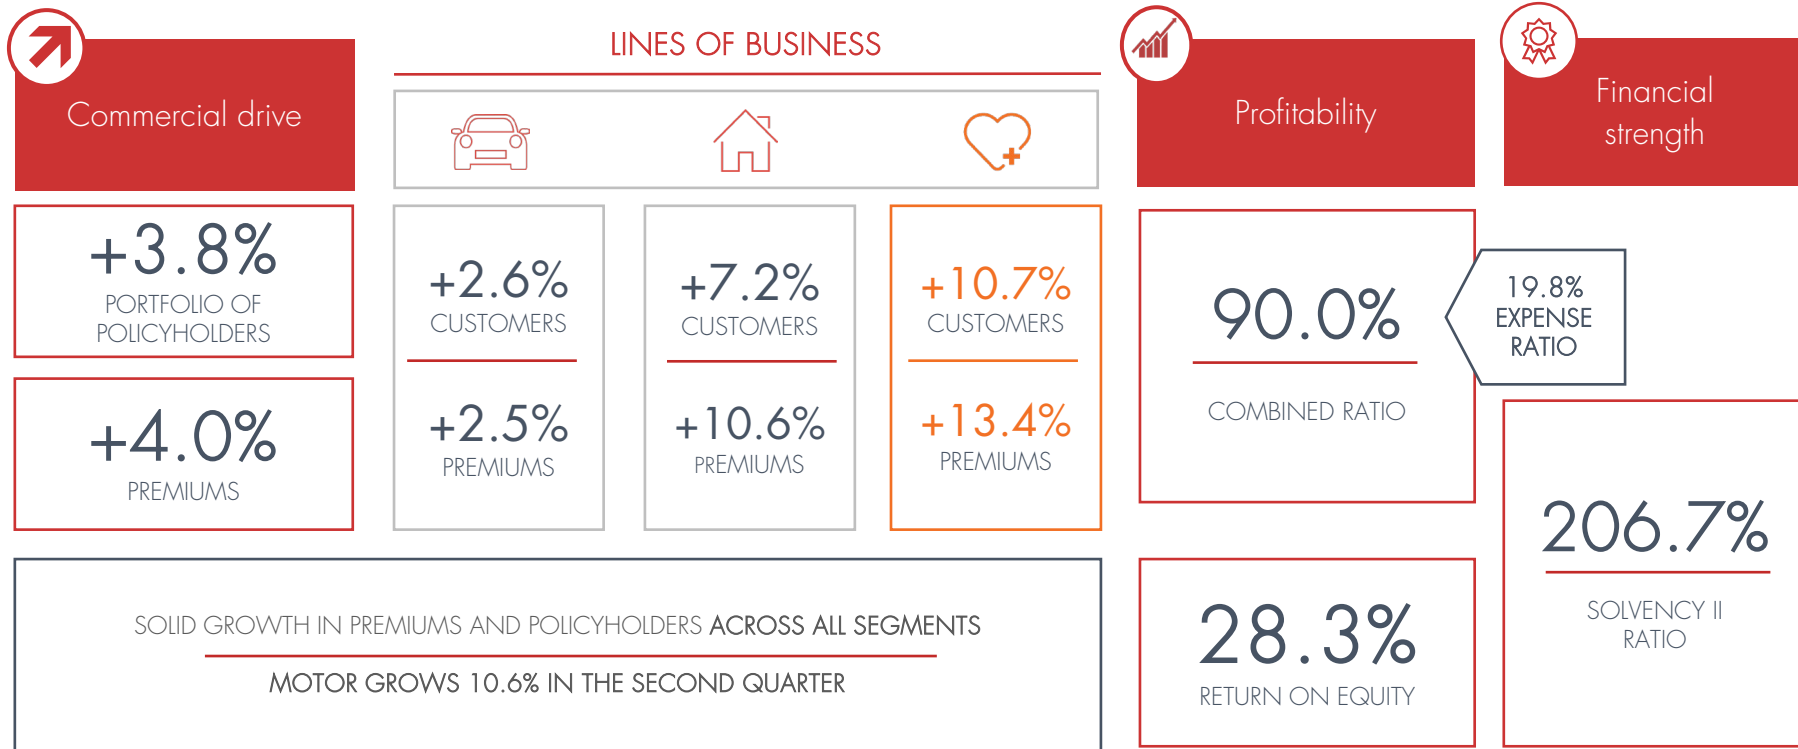 Commercial drive
+3.8%
PORTFOLIO OF
POLICYHOLDERS
+4.0%
PREMIUMS
LINES OF BUSINESS
+2.6%
CUSTOMERS
+2.5%
PREMIUMS
+7.2%
CUSTOMERS
+10.6%
PREMIUMS
+10.7%
CUSTOMERS
+13.4%
PREMIUMS
SOLID GROWTH IN PREMIUMS AND POLICYHOLDERS ACROSS ALL SEGMENTS
MOTOR GROWS 10.6% IN THE SECOND QUARTER
Profitability
90.0%
COMBINED RATIO
19.8%
EXPENSE
RATIO
28.3%
RETURN ON EQUITY
Financial
strength
206.7%
SOLVENCY II
RATIO